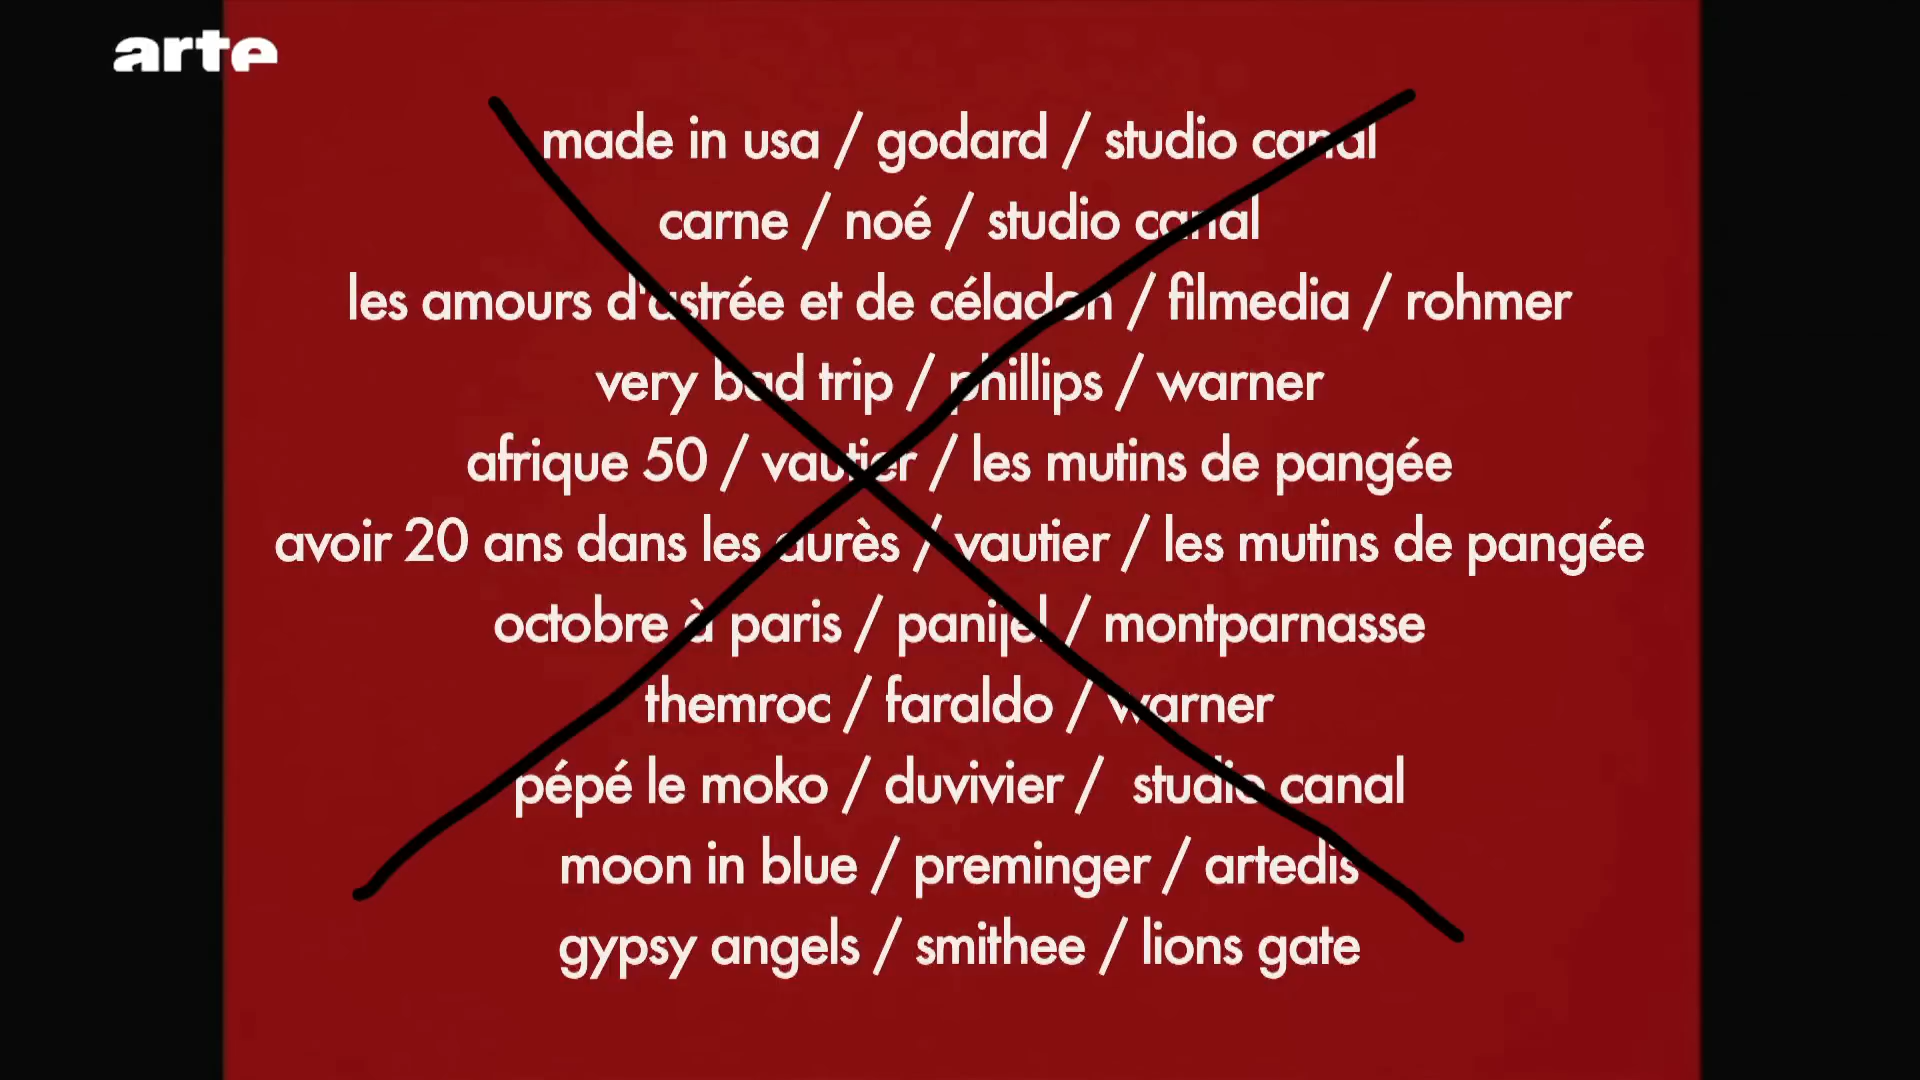 arte
made in usa / godard / studio canal
carne / noé / studio canal
les amours d'astrée et de céladon / filmedia / rohmer
very bad trip / phillips / warner
afrique 50 / vautier / les mutins de pangée
avoir 20 ans dans les aurès / vautier / les mutins de pangée
octobre à paris / panijel / montparnasse
themroc / faraldo / warner
pépé le moko / duvivier / studio canal
moon in blue / preminger / artedis
gypsy angels / smithee / lions gate